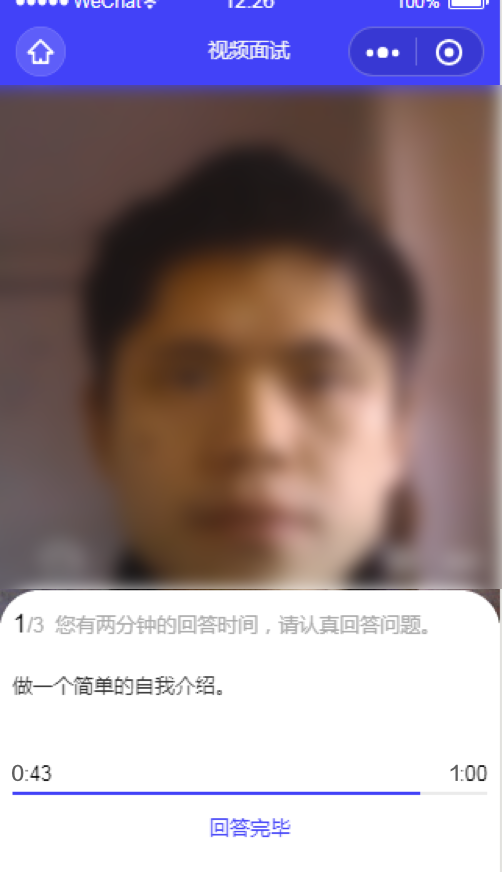 WeChat 12:26 100%
视频面试
1/3 您有两分钟的回答时间，请认真回答问题。
做一个简单的自我介绍。
0:43 1:00
回答完毕